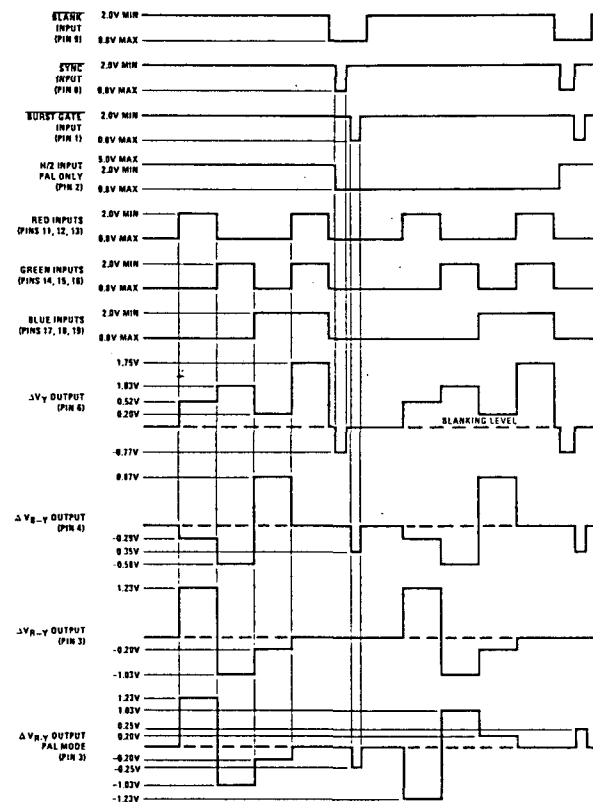 BLANK 2.0V MIN
INPUT
(PIN 9) 0.8V MAX
SYNC 2.0V MIN
INPUT
(PIN 8) 0.8V MAX
BURST GATE 2.0V MIN
INPUT
(PIN 1) 0.8V MAX
5.0V MAX
H/2 INPUT 2.0V MIN
PAL ONLY
(PIN 2) 0.8V MAX
RED INPUTS 2.0V MIN
(PINS 11, 12, 13) 0.8V MAX
GREEN INPUTS 2.0V MIN
(PINS 14, 15, 16) 0.8V MAX
BLUE INPUTS 2.0V MIN
(PINS 17, 18, 19) 0.8V MAX
1.75V
1.03V
ΔVY OUTPUT 0.52V
(PIN 6) 0.20V
BLANKING LEVEL
-0.77V
0.87V
ΔVB-Y OUTPUT
(PIN 4) -0.29V
0.35V
-0.58V
1.23V
ΔVR-Y OUTPUT
(PIN 3) -0.20V
-1.03V
1.23V
1.03V
0.25V
ΔVR-Y OUTPUT 0.20V
PAL MODE
(PIN 3) -0.20V
-0.25V
-1.03V
-1.23V